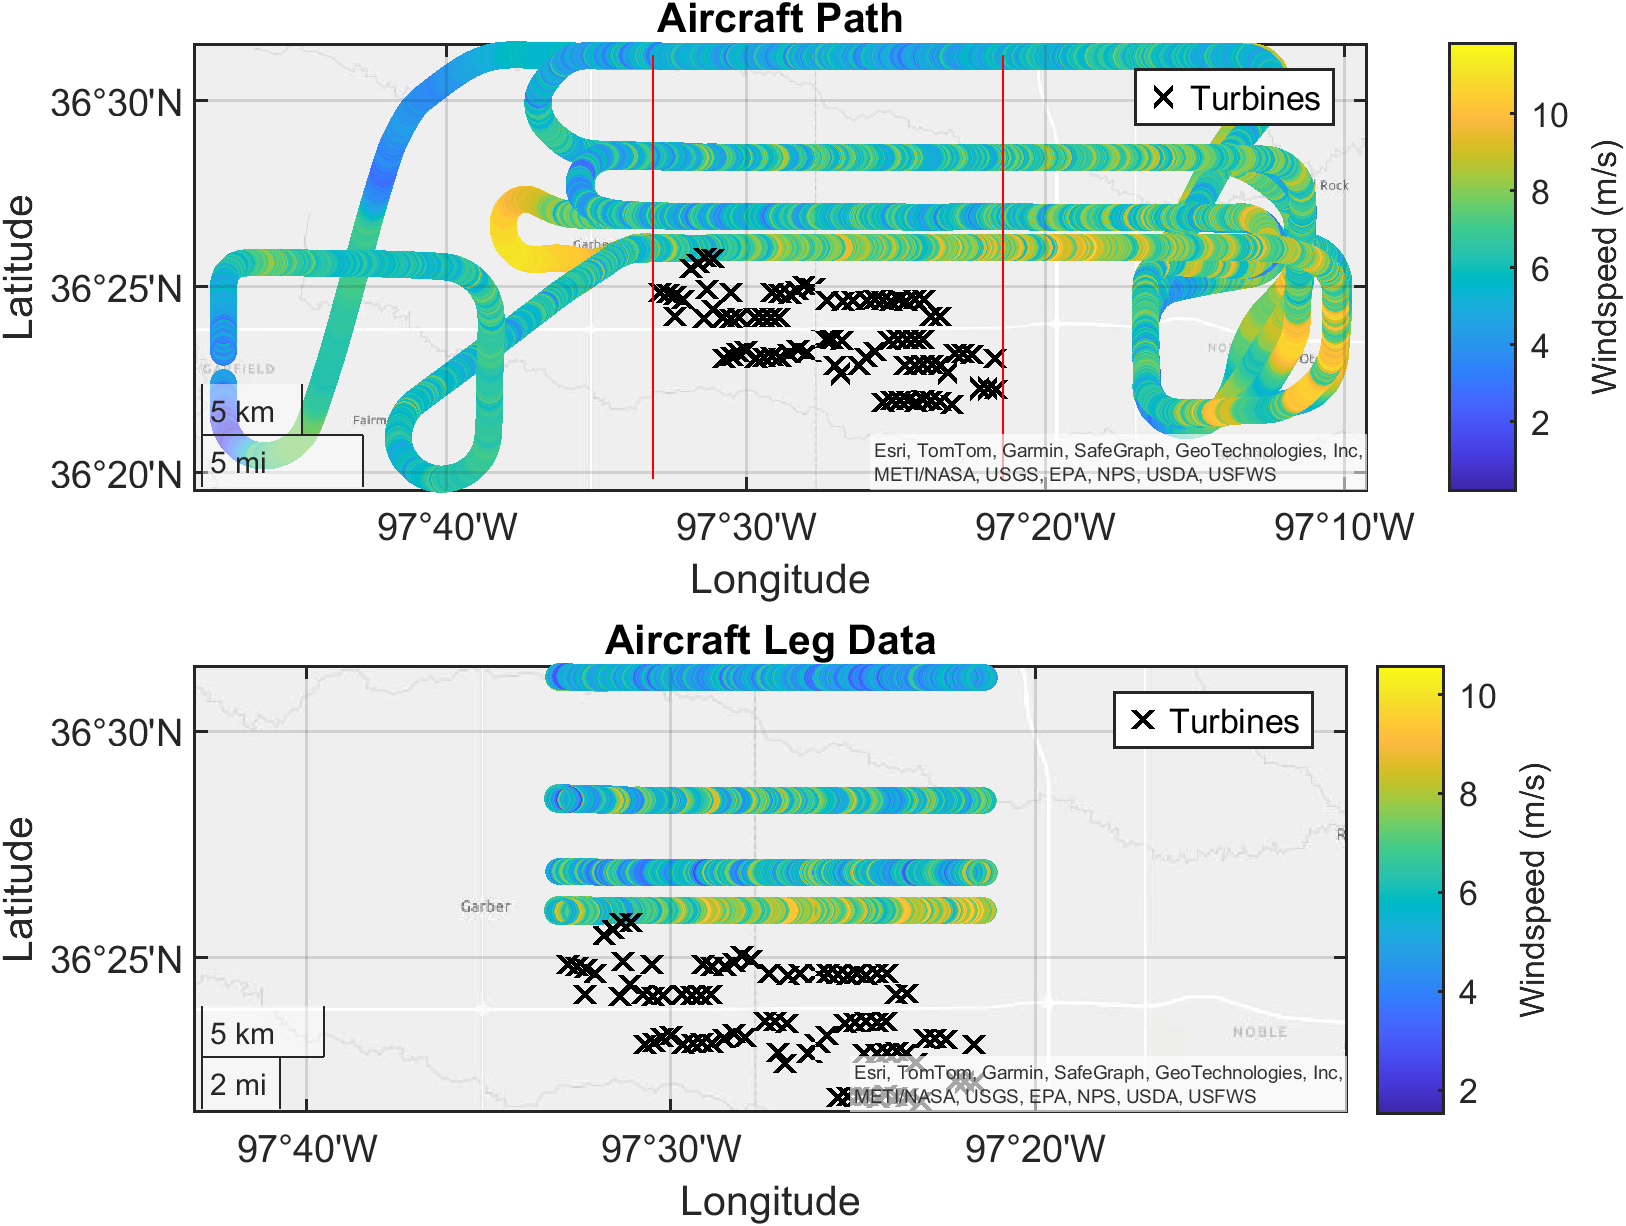 Aircraft Path
36°30'N
36°25'N
36°20'N
Latitude
Turbines
Rock
Garber
GARFIELD
Fairm
5 km
5 mi
Esri, TomTom, Garmin, SafeGraph, GeoTechnologies, Inc,
METI/NASA, USGS, EPA, NPS, USDA, USFWS
97°40'W
97°30'W
97°20'W
97°10'W
Longitude
10
8
6
4
2
Windspeed (m/s)
Aircraft Leg Data
36°30'N
36°25'N
Latitude
Turbines
R
Garber
NOBLE
5 km
2 mi
Esri, TomTom, Garmin, SafeGraph, GeoTechnologies, Inc,
METI/NASA, USGS, EPA, NPS, USDA, USFWS
97°40'W
97°30'W
97°20'W
Longitude
10
8
6
4
2
Windspeed (m/s)